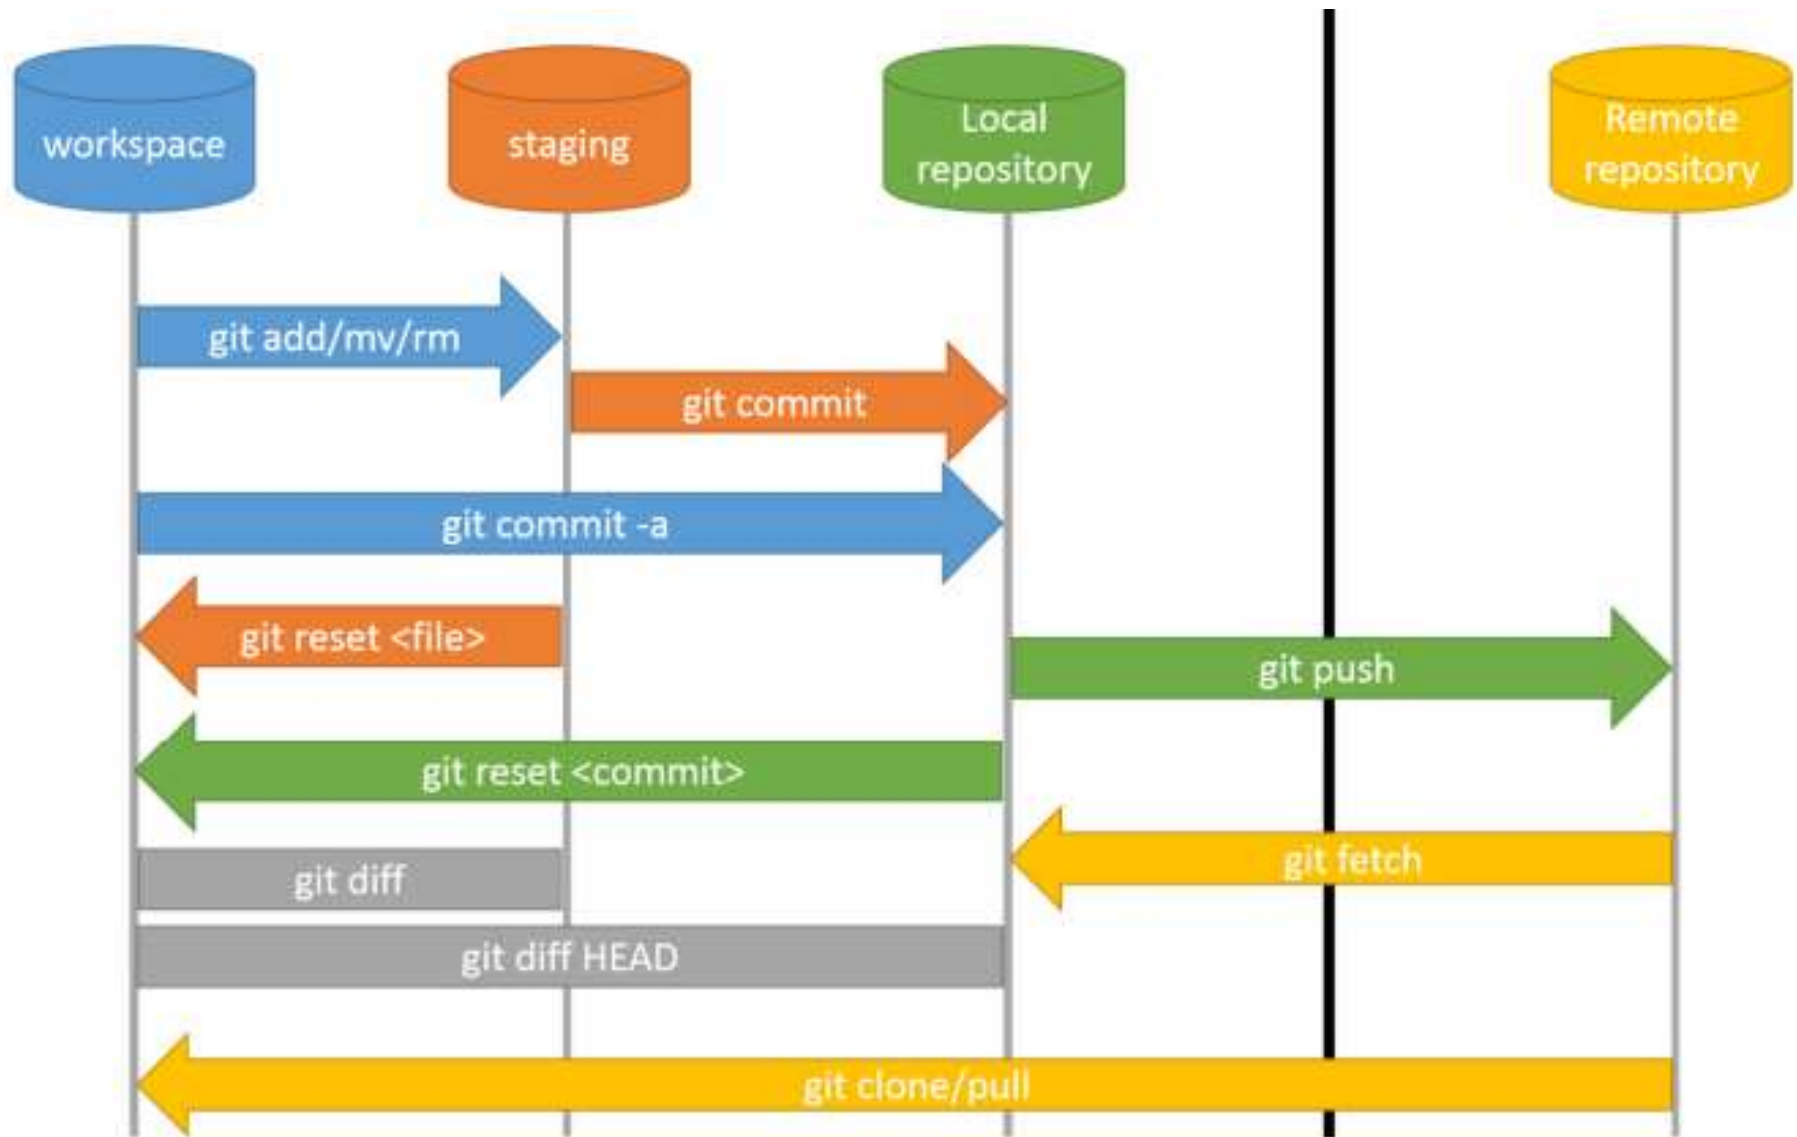 workspace
staging
Local
repository
Remote
repository
git add/mv/rm
git commit
git commit -a
git reset <file>
git push
git reset <commit>
git fetch
git diff
git diff HEAD
git clone/pull